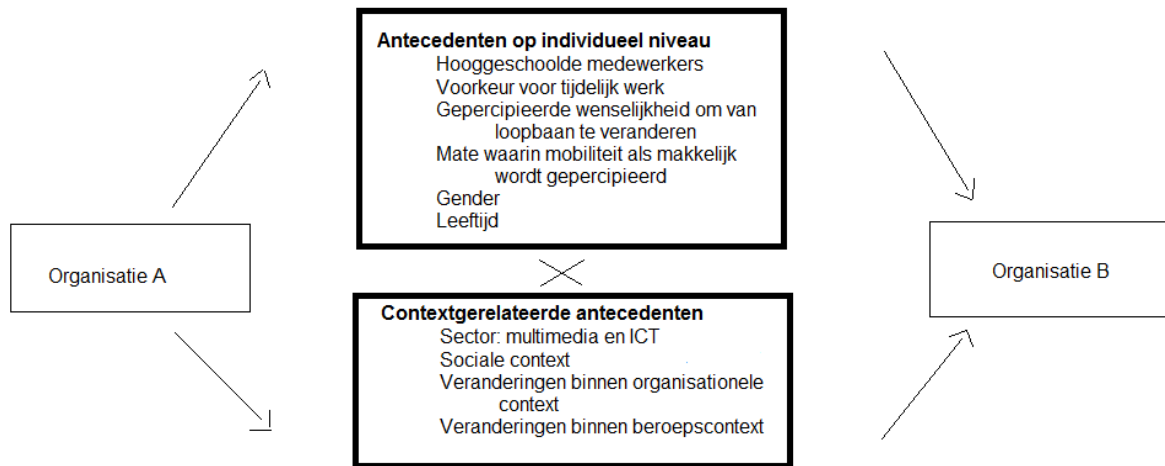 Antecedenten op individueel niveau
Hooggeschoolde medewerkers
Voorkeur voor tijdelijk werk
Gepercipieerde wenselijkheid om van
loopbaan te veranderen
Mate waarin mobiliteit als makkelijk
wordt gepercipieerd
Gender
Leeftijd
Organisatie A
Organisatie B
Contextgerelateerde antecedenten
Sector: multimedia en ICT
Sociale context
Veranderingen binnen organisationele
context
Veranderingen binnen beroepscontext